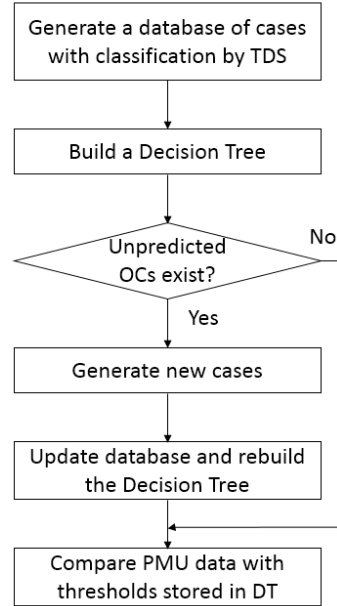 Generate a database of cases
with classification by TDS
Build a Decision Tree
Unpredicted
OCs exist?
No
Yes
Generate new cases
Update database and rebuild
the Decision Tree
Compare PMU data with
thresholds stored in DT